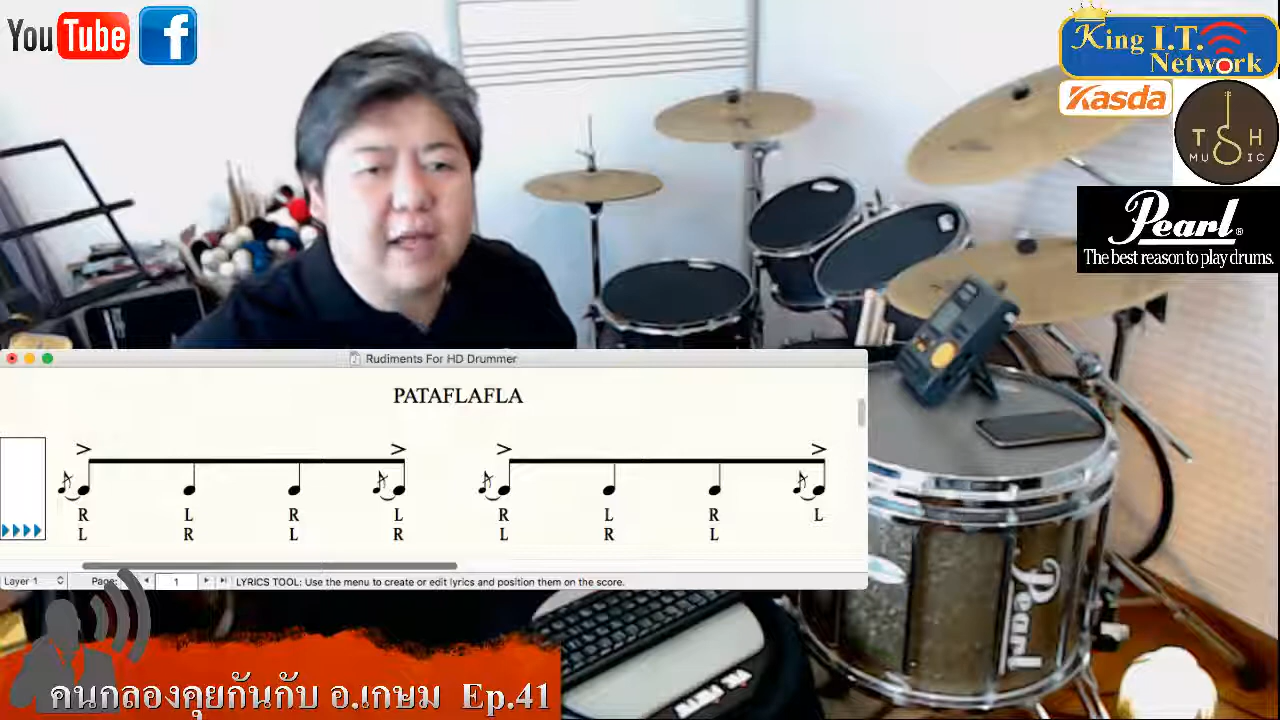 YouTube f
King I.T.
Network
Kasda
T S H
MUSIC
Pearl®
The best reason to play drums.
Rudiments For HD Drummer
PATAFLAFLA
R L R L R L R L
L R L R L R L
Layer 1 Page: 1 LYRICS TOOL: Use the menu to create or edit lyrics and position them on the score.
Pearl
คนกลองคุยกันกับ อ.เกษม Ep.41